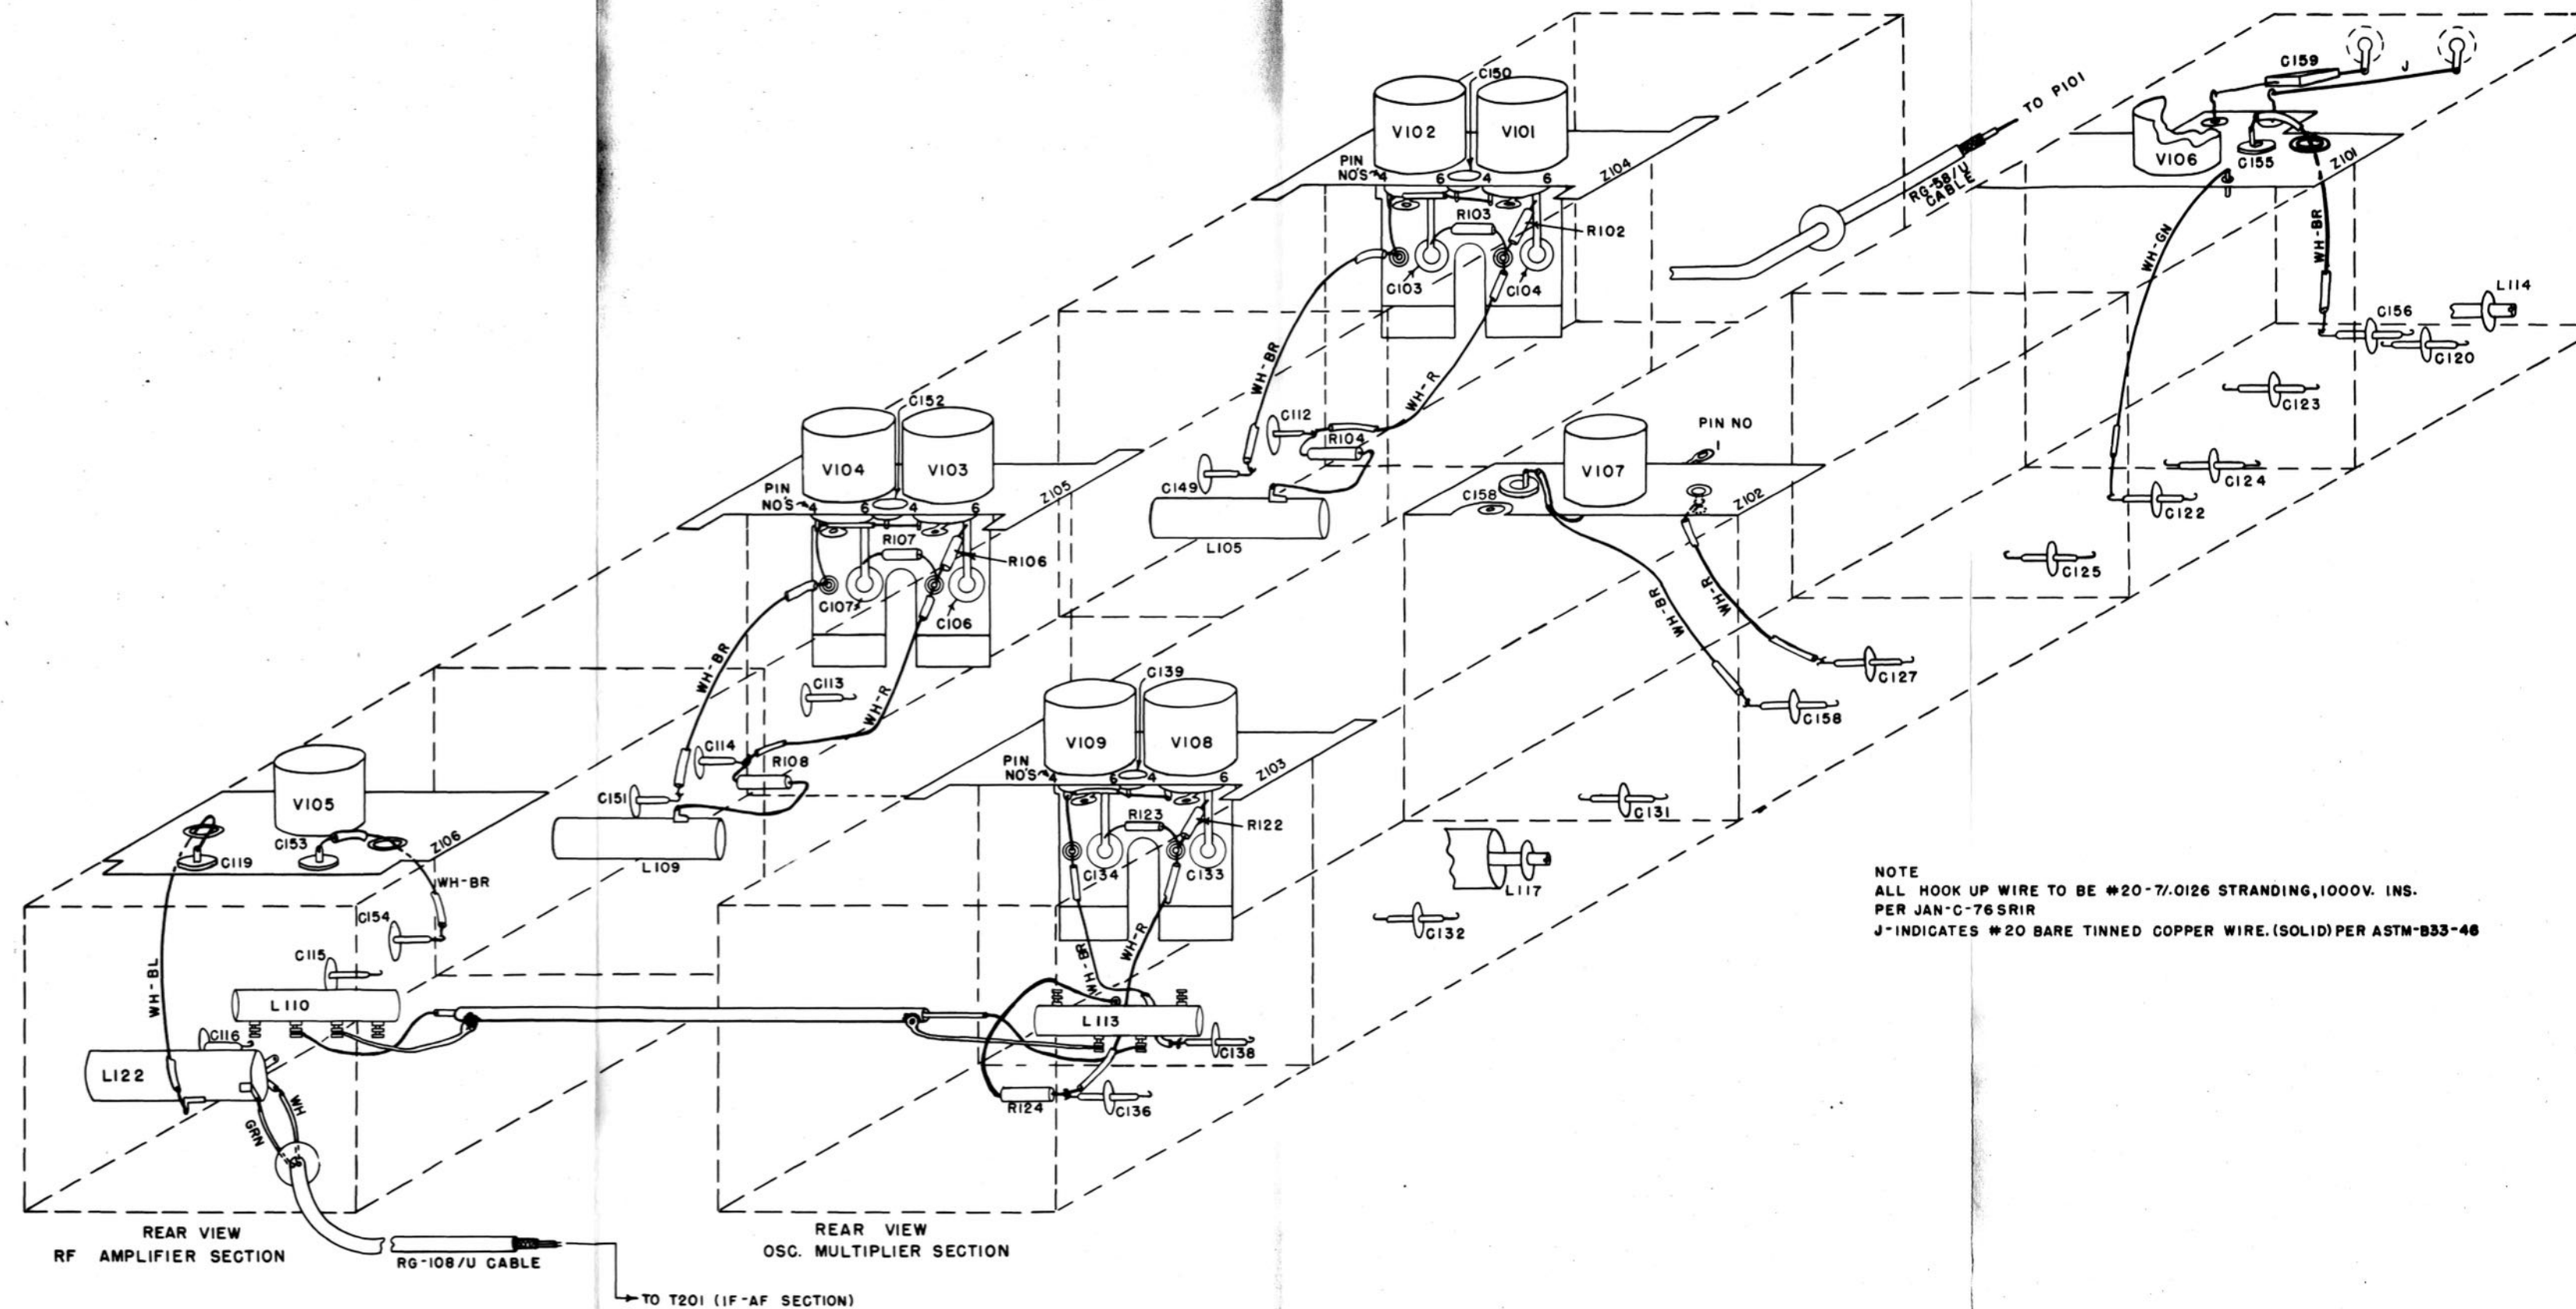 C159
J
TO P101
V106
C155
Z101
RG-58/U
CABLE
WH-GN
WH-BR
L114
C156
C120
C123
C124
C122
C125
C150
V102
V101
PIN
NO'S
4
6
4
6
Z104
R103
R102
C103
C104
WH-BR
WH-R
C112
R104
C149
L105
PIN NO
1
V107
C158
Z102
WH-BR
WH-R
C127
C158
C131
L117
C132
C152
V104
V103
PIN
NO'S
4
6
4
6
Z105
R107
R106
C107
C106
WH-BR
WH-R
C113
C114
R108
C151
L109
C139
V109
V108
PIN
NO'S
4
6
4
6
Z103
R123
R122
C134
C133
WH-BR
WH-R
L113
C138
R124
C136
V105
C153
C119
Z106
WH-BR
C154
WH-BL
C115
L110
C116
L122
WH
GRN
NOTE
ALL HOOK UP WIRE TO BE #20-7/.0126 STRANDING, 1000V. INS.
PER JAN-C-76 SRIR
J-INDICATES #20 BARE TINNED COPPER WIRE. (SOLID) PER ASTM-B33-46
REAR VIEW
RF AMPLIFIER SECTION
REAR VIEW
OSC. MULTIPLIER SECTION
RG-108/U CABLE
TO T201 (IF-AF SECTION)